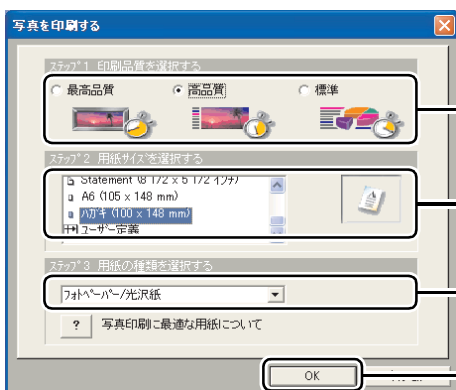 写真を印刷する
ステップ1 印刷品質を選択する
最高品質 高品質 標準
ステップ2 用紙サイズを選択する
Statement (8 1/2 x 5 1/2 インチ)
A6 (105 x 148 mm)
ハガキ (100 x 148 mm)
ユーザー定義
ステップ3 用紙の種類を選択する
フォトペーパー/光沢紙
? 写真印刷に最適な用紙について
OK